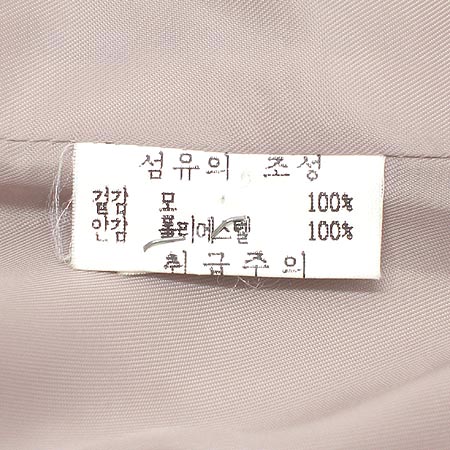 섬유의 조성
겉감 모 100%
안감 폴리에스텔 100%
취급주의